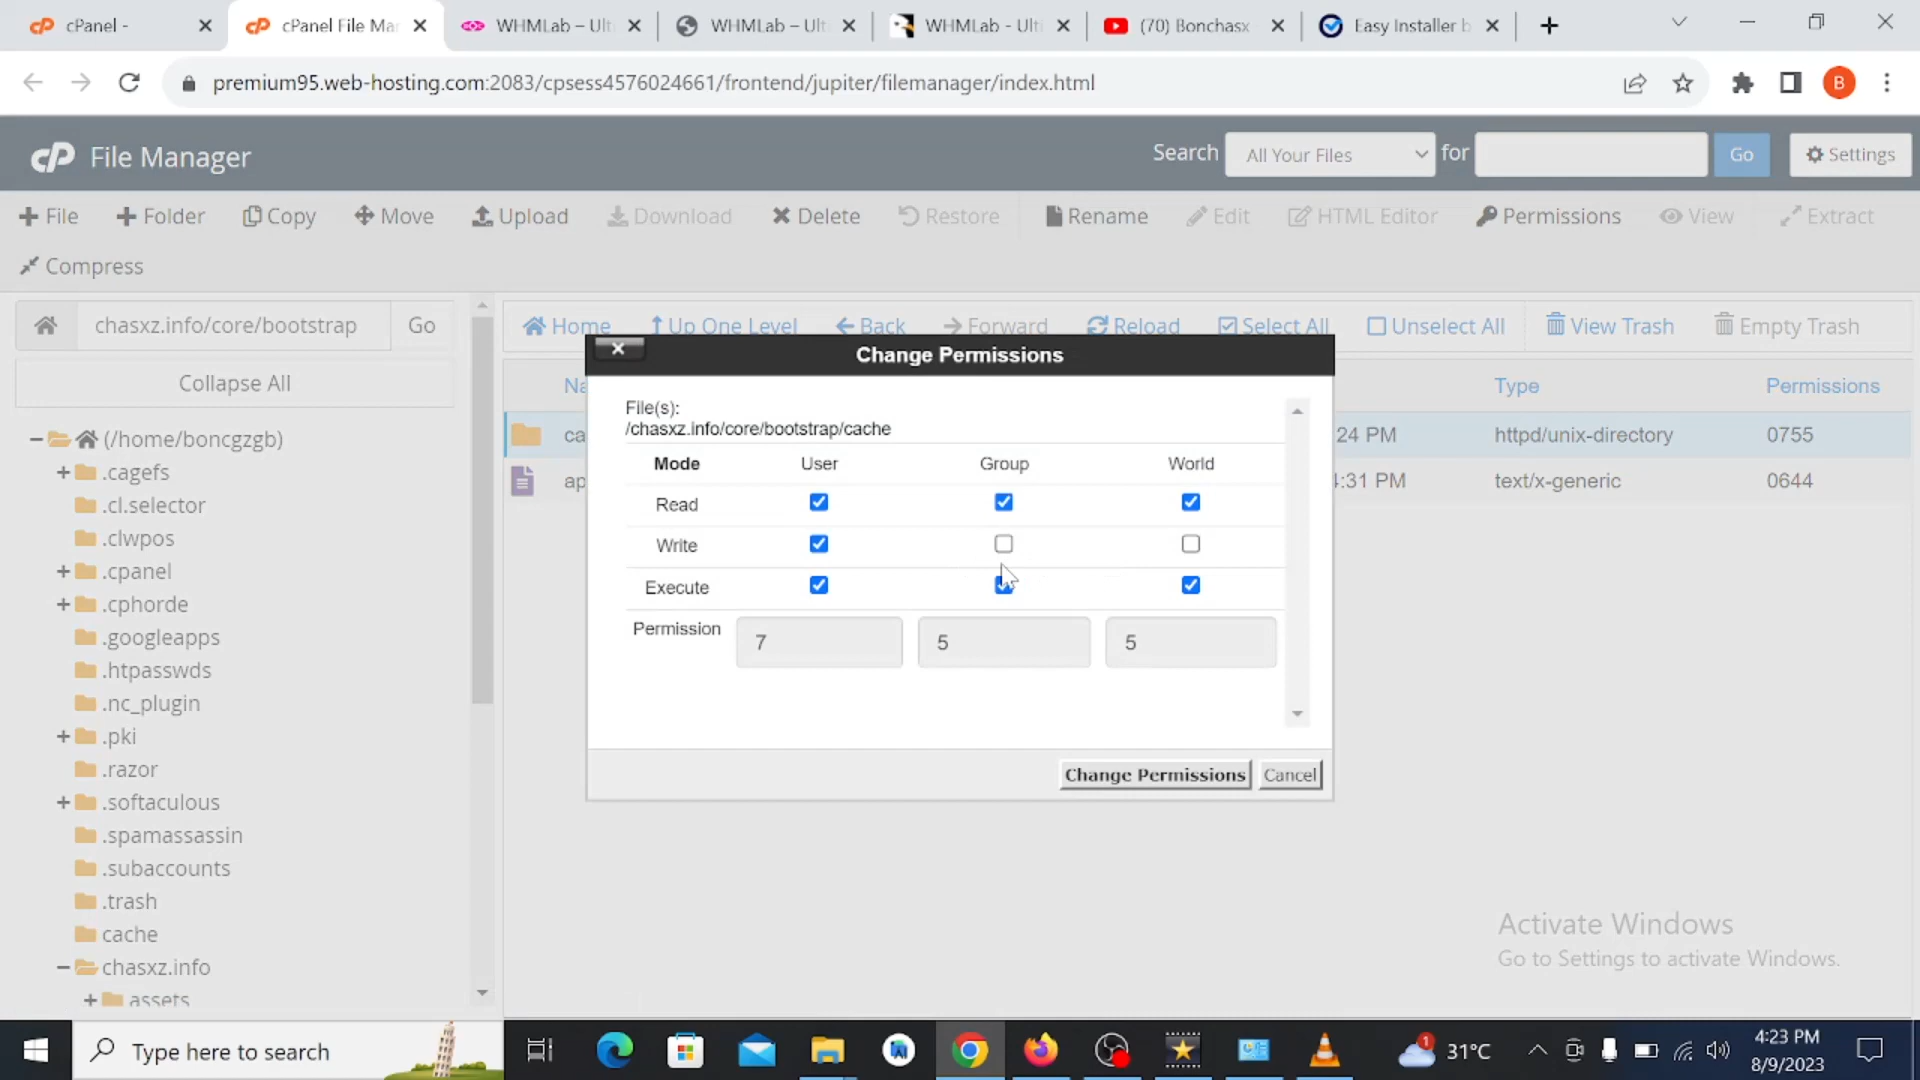 cPanel -
cPanel File Mar
WHMLab – Ult
WHMLab – Ult
WHMLab - Ulti
(70) Bonchasx
Easy Installer b
premium95.web-hosting.com:2083/cpsess4576024661/frontend/jupiter/filemanager/index.html
B
cP File Manager
Search All Your Files for Go Settings
File Folder Copy Move Upload Download Delete Restore Rename Edit HTML Editor Permissions View Extract
Compress
chasxz.info/core/bootstrap Go
Home Up One Level Back Forward Reload Select All Unselect All View Trash Empty Trash
Collapse All
Na Type Permissions
ca 24 PM httpd/unix-directory 0755
ap :31 PM text/x-generic 0644
(/home/boncgzgb)
.cagefs
.cl.selector
.clwpos
.cpanel
.cphorde
.googleapps
.htpasswds
.nc_plugin
.pki
.razor
.softaculous
.spamassassin
.subaccounts
.trash
cache
chasxz.info
assets
Change Permissions
File(s):
/chasxz.info/core/bootstrap/cache
Mode User Group World
Read
Write
Execute
Permission 7 5 5
Change Permissions Cancel
Activate Windows
Go to Settings to activate Windows.
Type here to search
1
31°C
4:23 PM
8/9/2023